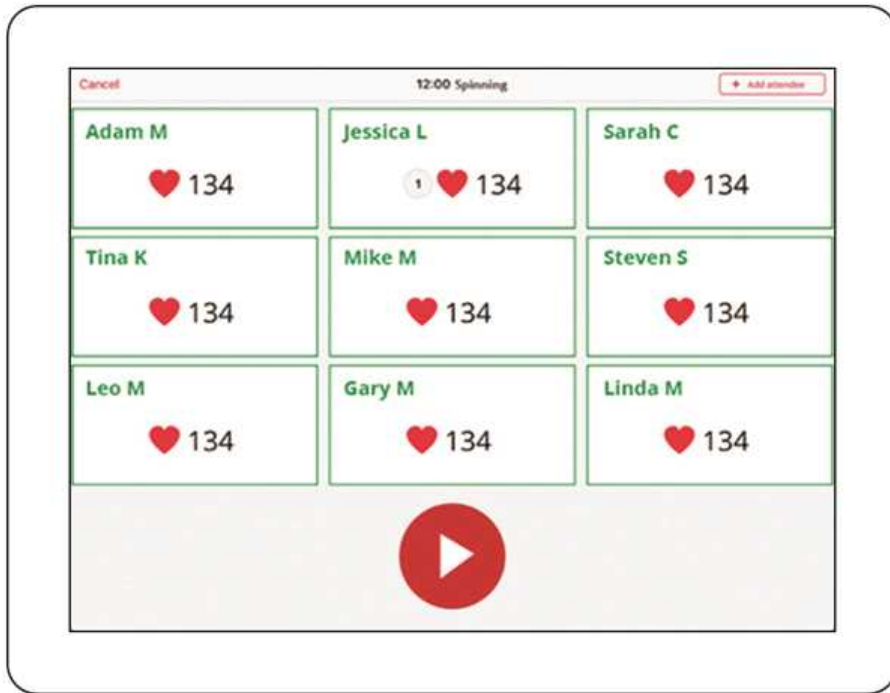 Cancel 12:00 Spinning + Add attendee
Adam M Jessica L Sarah C
134 1 134 134
Tina K Mike M Steven S
134 134 134
Leo M Gary M Linda M
134 134 134